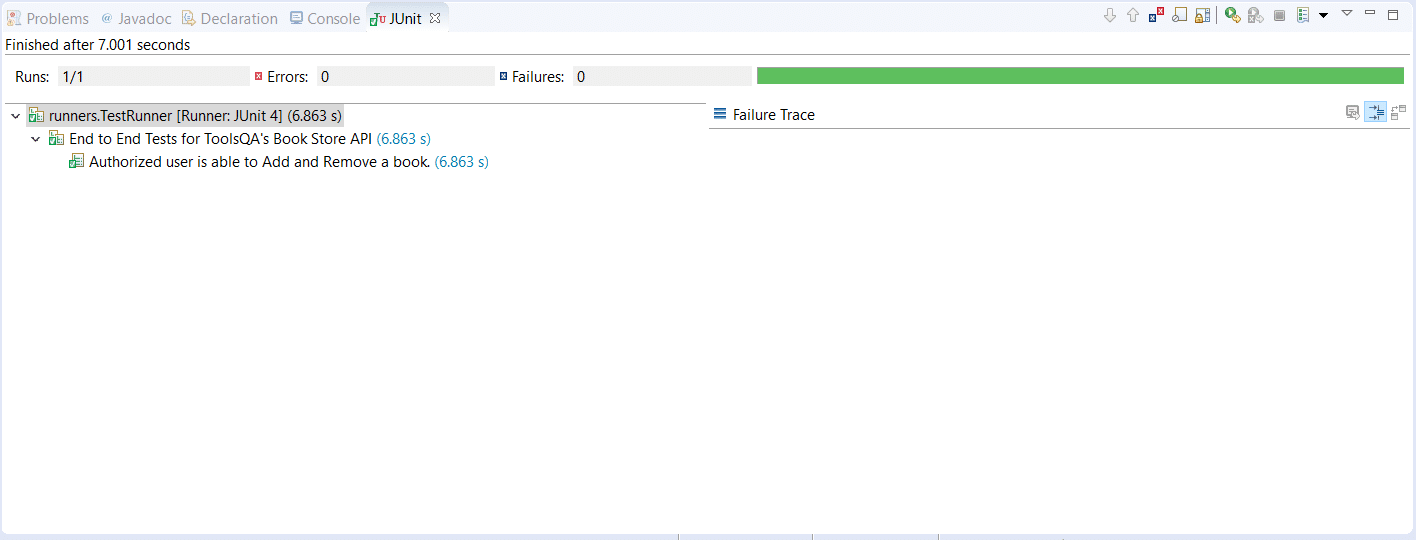 Problems @ Javadoc Declaration Console JUnit
Finished after 7.001 seconds
Runs: 1/1 Errors: 0 Failures: 0
runners.TestRunner [Runner: JUnit 4] (6.863 s)
Failure Trace
End to End Tests for ToolsQA's Book Store API (6.863 s)
Authorized user is able to Add and Remove a book. (6.863 s)